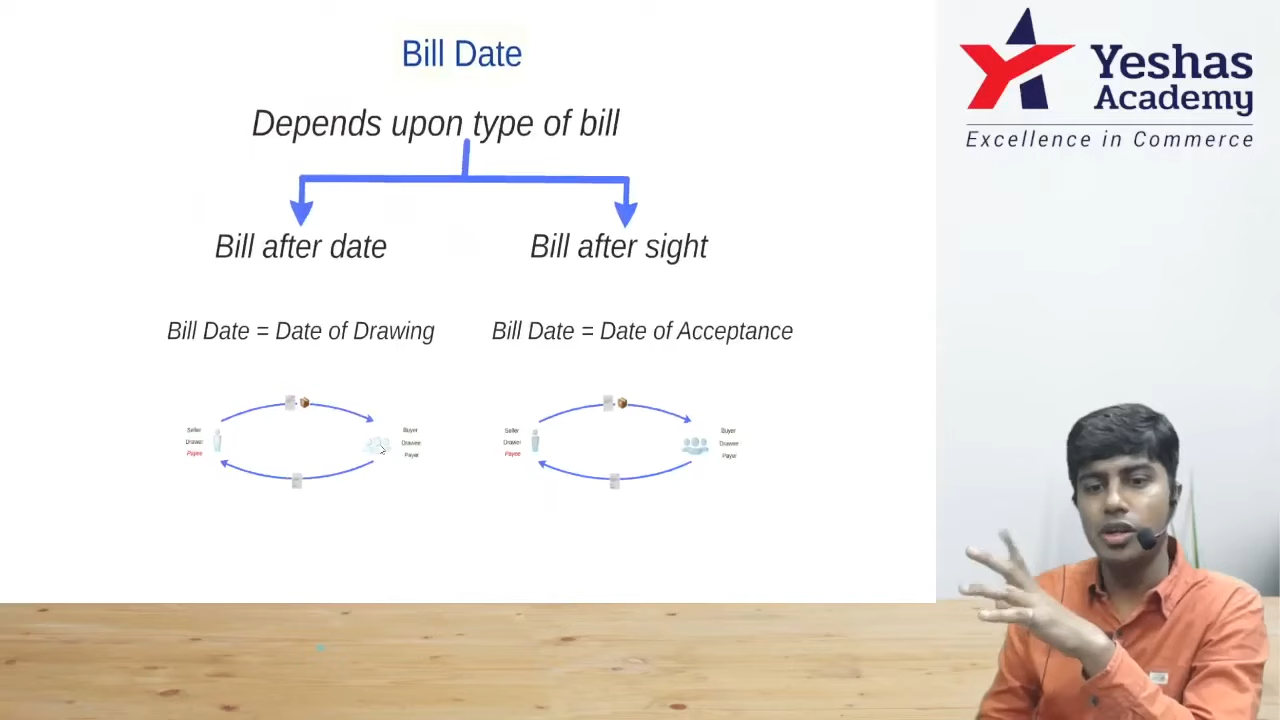 Bill Date
Depends upon type of bill
Bill after date
Bill after sight
Bill Date = Date of Drawing
Bill Date = Date of Acceptance
Seller
Drawer
Payee
Buyer
Drawee
Payer
Seller
Drawer
Payee
Buyer
Drawee
Payer
Yeshas
Academy
Excellence in Commerce